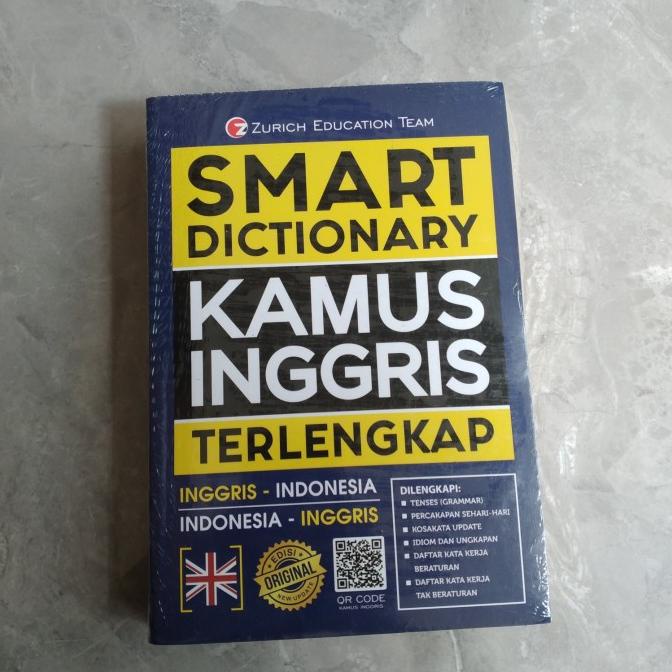 Z ZURICH EDUCATION TEAM
SMART
DICTIONARY
KAMUS
INGGRIS
TERLENGKAP
INGGRIS - INDONESIA
INDONESIA - INGGRIS
EDISI
ORIGINAL
NEW UPDATE
QR CODE
KAMUS INGGRIS
DILENGKAPI:
TENSES (GRAMMAR)
PERCAKAPAN SEHARI-HARI
KOSAKATA UPDATE
IDIOM DAN UNGKAPAN
DAFTAR KATA KERJA
BERATURAN
DAFTAR KATA KERJA
TAK BERATURAN